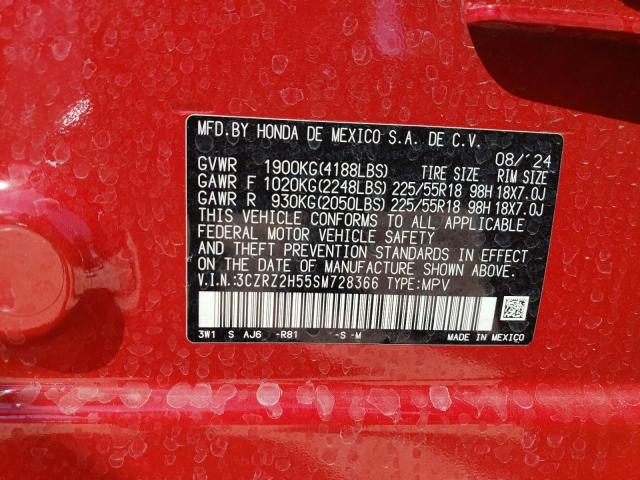 MFD.BY HONDA DE MEXICO S.A. DE C.V.
08/'24
GVWR 1900KG(4188LBS) TIRE SIZE RIM SIZE
GAWR F 1020KG(2248LBS) 225/55R18 98H 18X7.0J
GAWR R 930KG(2050LBS) 225/55R18 98H 18X7.0J
THIS VEHICLE CONFORMS TO ALL APPLICABLE
FEDERAL MOTOR VEHICLE SAFETY
AND THEFT PREVENTION STANDARDS IN EFFECT
ON THE DATE OF MANUFACTURE SHOWN ABOVE.
V.I.N.:3CZRZ2H55SM728366 TYPE:MPV
3W1 S AJ6 -R81 -S -M MADE IN MEXICO